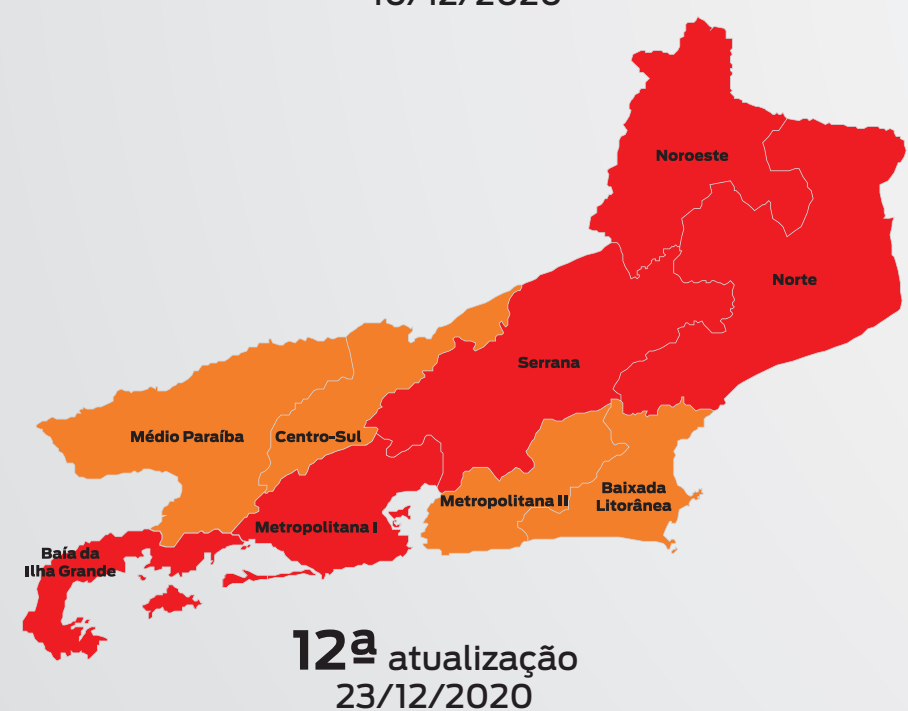 Noroeste
Norte
Serrana
Médio Paraíba
Centro-Sul
Metropolitana II
Baixada
Litorânea
Metropolitana I
Baía da
Ilha Grande
12ª atualização
23/12/2020